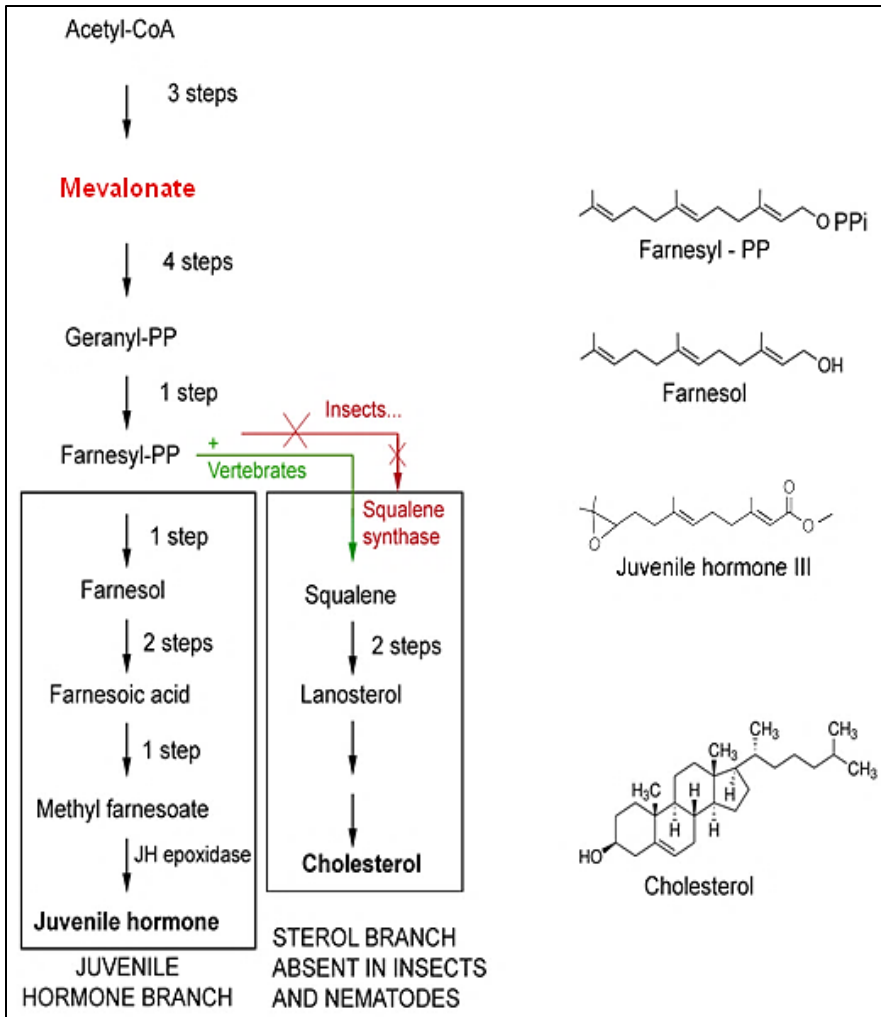 Acetyl-CoA
3 steps
Mevalonate
4 steps
Geranyl-PP
1 step
Farnesyl-PP
+
Vertebrates
Insects...
Squalene
synthase
1 step
Farnesol
2 steps
Farnesoic acid
1 step
Methyl farnesoate
JH epoxidase
Juvenile hormone
JUVENILE
HORMONE BRANCH
Squalene
2 steps
Lanosterol
Cholesterol
STEROL BRANCH
ABSENT IN INSECTS
AND NEMATODES
O PPi
Farnesyl - PP
OH
Farnesol
O
O
O
Juvenile hormone III
CH3
CH3
CH3
CH3
H3C
H
H
H
H
HO
Cholesterol